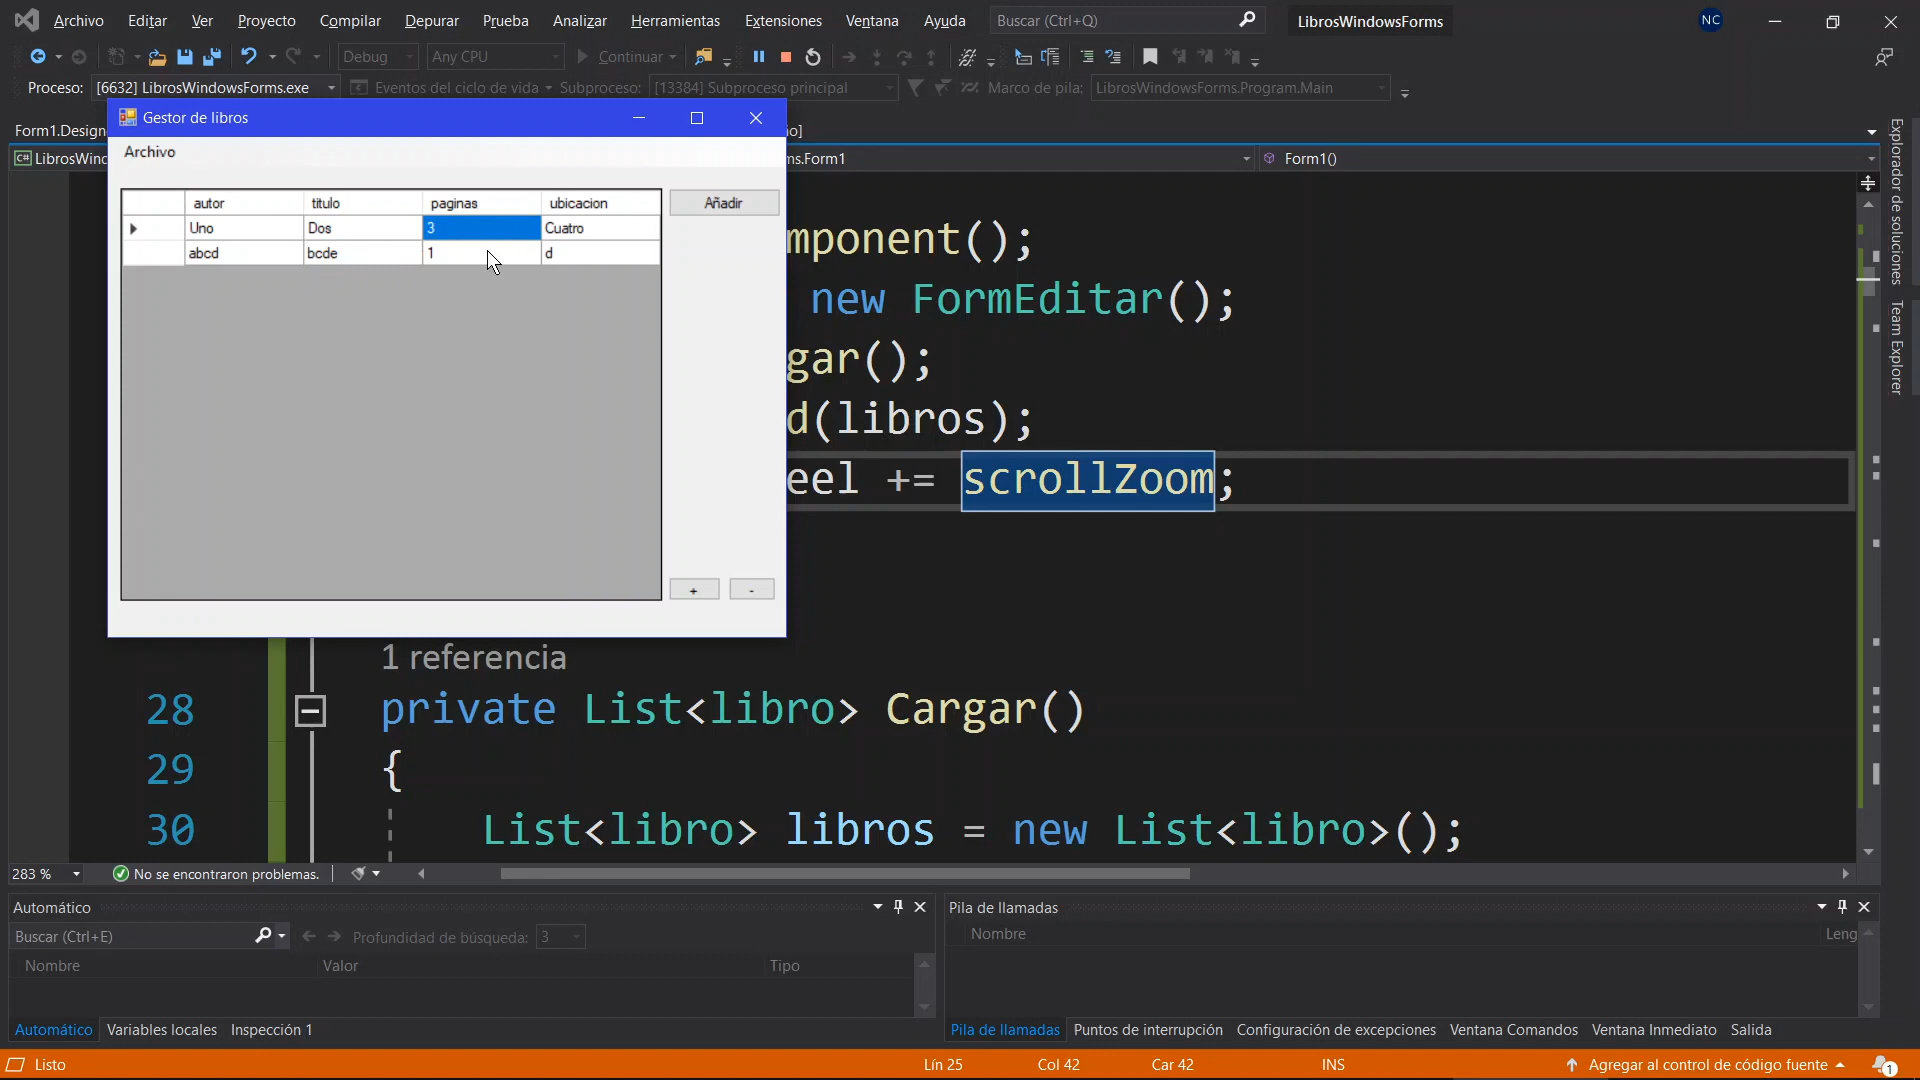 Archivo Editar Ver Proyecto Compilar Depurar Prueba Analizar Herramientas Extensiones Ventana Ayuda Buscar (Ctrl+Q) LibrosWindowsForms NC
Debug Any CPU Continuar
Proceso: [6632] LibrosWindowsForms.exe Eventos del ciclo de vida Subproceso: [13384] Subproceso principal Marco de pila: LibrosWindowsForms.Program.Main
Gestor de libros
Archivo
autor titulo paginas ubicacion
Uno Dos 3 Cuatro
abcd bcde 1 d
Añadir
+ -
Form1.Design
LibrosWind
ms.Form1 Form1()
Explorador de soluciones
Team Explorer
mponent();
new FormEditar();
gar();
d(libros);
eel += scrollZoom;
1 referencia
28 private List<libro> Cargar()
29 {
30 List<libro> libros = new List<libro>();
283 % No se encontraron problemas.
Automático
Buscar (Ctrl+E) Profundidad de búsqueda: 3
Nombre Valor Tipo
Automático Variables locales Inspección 1
Pila de llamadas
Nombre Leng
Pila de llamadas Puntos de interrupción Configuración de excepciones Ventana Comandos Ventana Inmediato Salida
Listo Lín 25 Col 42 Car 42 INS Agregar al control de código fuente 1